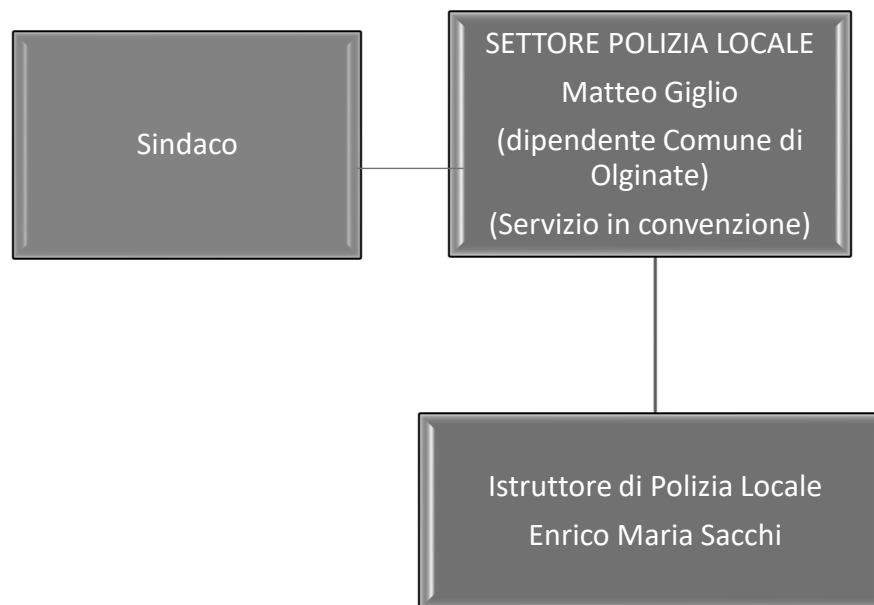 Sindaco
SETTORE POLIZIA LOCALE
Matteo Giglio
(dipendente Comune di
Olginate)
(Servizio in convenzione)
Istruttore di Polizia Locale
Enrico Maria Sacchi